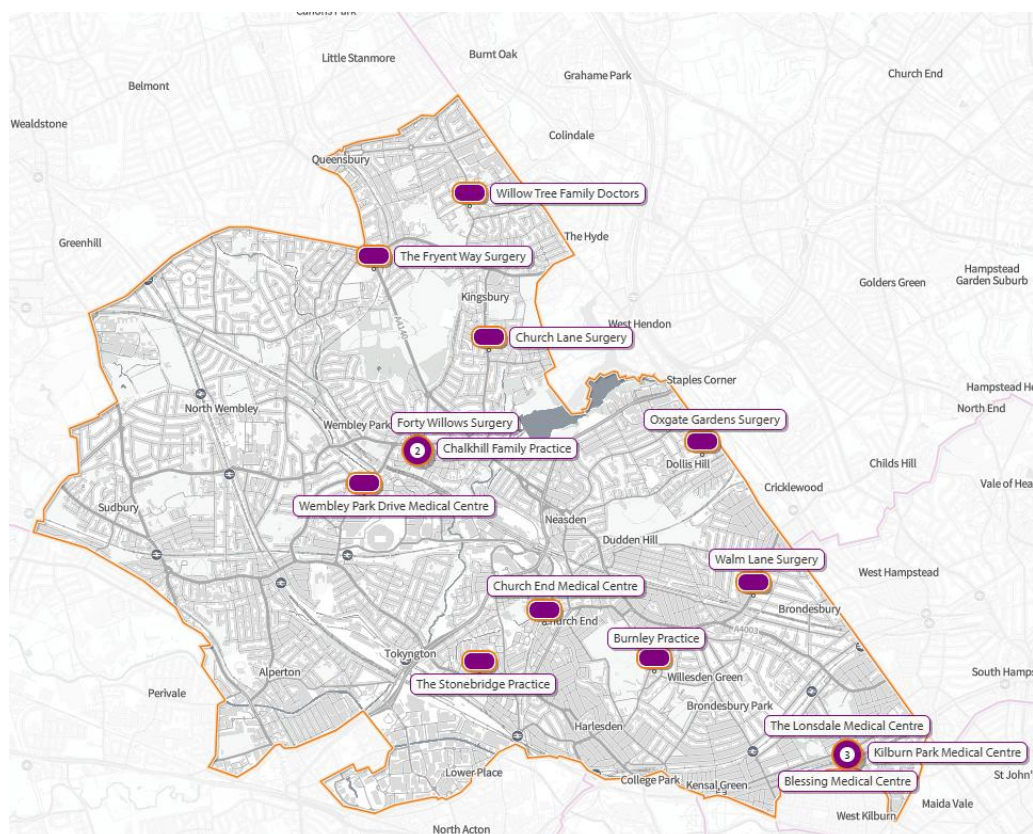 Canons Park
Little Stanmore
Burnt Oak
Grahame Park
Church End
Belmont
Wealdstone
Colindale
Queensbury
Willow Tree Family Doctors
The Hyde
Greenhill
The Fryent Way Surgery
Golders Green
Hampstead
Garden Suburb
Kingsbury
West Hendon
Church Lane Surgery
A4140
Staples Corner
North Wembley
Wembley Park
Forty Willows Surgery
Oxgate Gardens Surgery
North End
2
Chalkhill Family Practice
Dollis Hill
Childs Hill
Cricklewood
Vale of Hea
Wembley Park Drive Medical Centre
Sudbury
Neasden
Dudden Hill
Walm Lane Surgery
West Hampstead
Church End Medical Centre
Brondesbury
Church End
A4003
Burnley Practice
Tokyngton
Alperton
Perivale
The Stonebridge Practice
Willesden Green
South Hamps
Brondesbury Park
Harlesden
The Lonsdale Medical Centre
3
Kilburn Park Medical Centre
Lower Place
College Park
Kensal Green
Blessing Medical Centre
St John'
Maida Vale
West Kilburn
North Acton